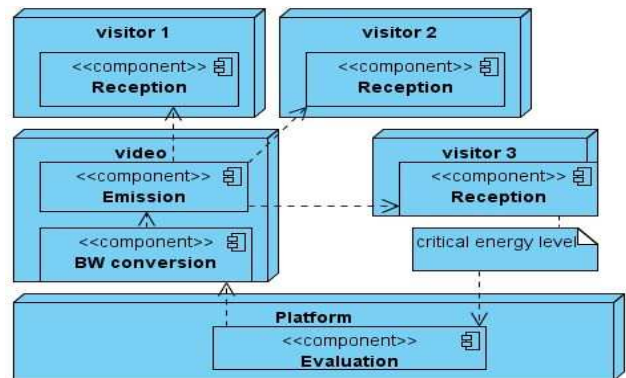 visitor 1
<<component>>
Reception
visitor 2
<<component>>
Reception
video
<<component>>
Emission
<<component>>
BW conversion
visitor 3
<<component>>
Reception
critical energy level
Platform
<<component>>
Evaluation